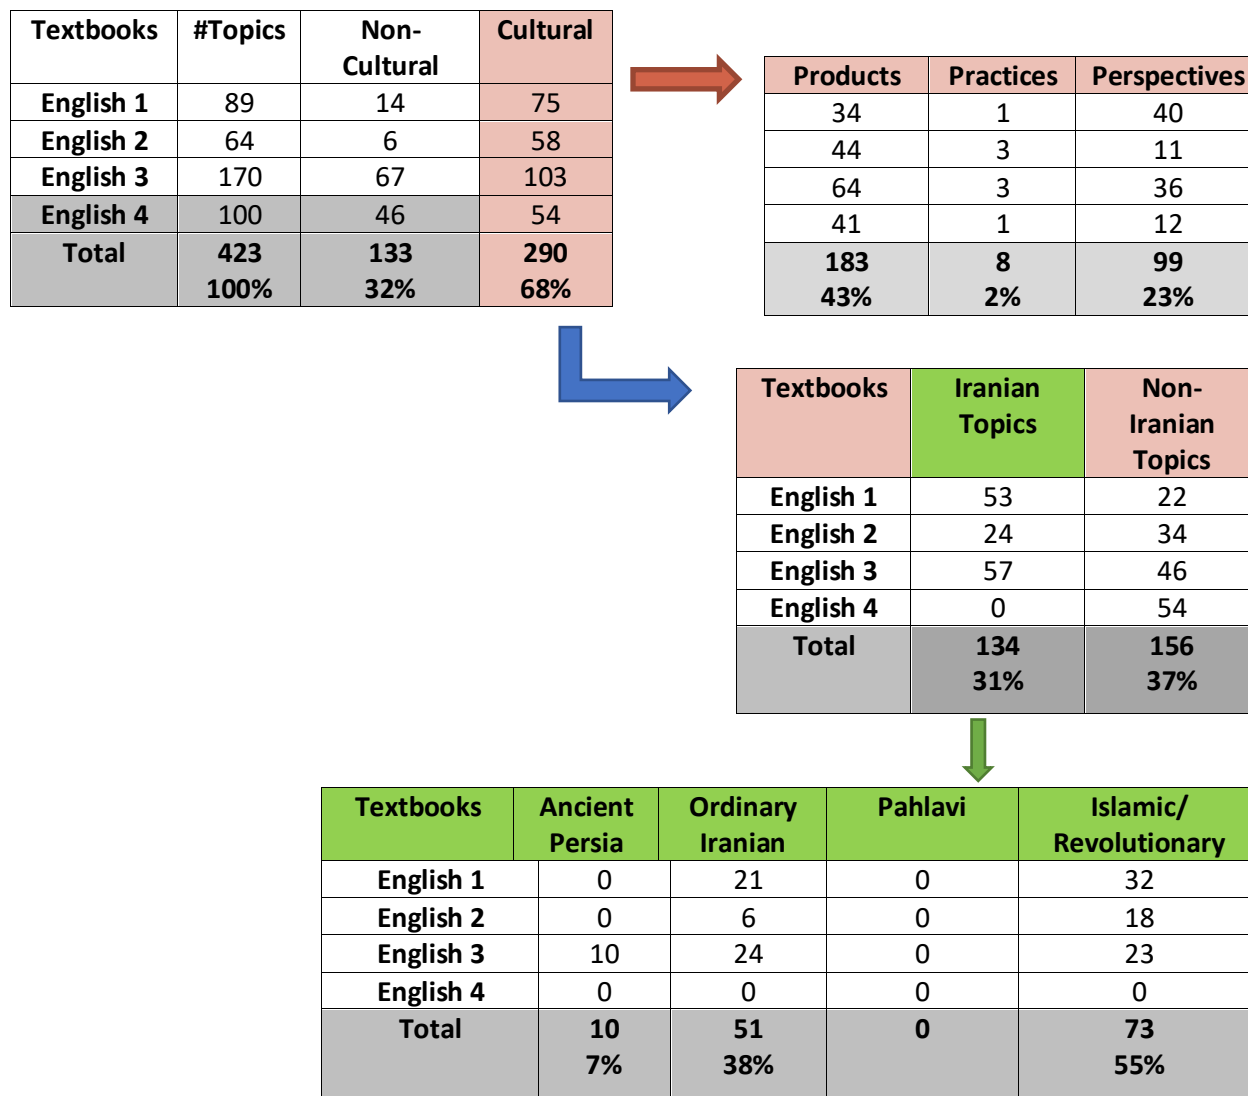 Textbooks #Topics Non-Cultural Cultural
English 1 89 14 75
English 2 64 6 58
English 3 170 67 103
English 4 100 46 54
Total 423 133 290
100% 32% 68%
Products Practices Perspectives
34 1 40
44 3 11
64 3 36
41 1 12
183 8 99
43% 2% 23%
Textbooks Iranian Non-
Topics Iranian
Topics
English 1 53 22
English 2 24 34
English 3 57 46
English 4 0 54
Total 134 156
31% 37%
Textbooks Ancient Ordinary Pahlavi Islamic/
Persia Iranian Revolutionary
English 1 0 21 0 32
English 2 0 6 0 18
English 3 10 24 0 23
English 4 0 0 0 0
Total 10 51 0 73
7% 38% 55%